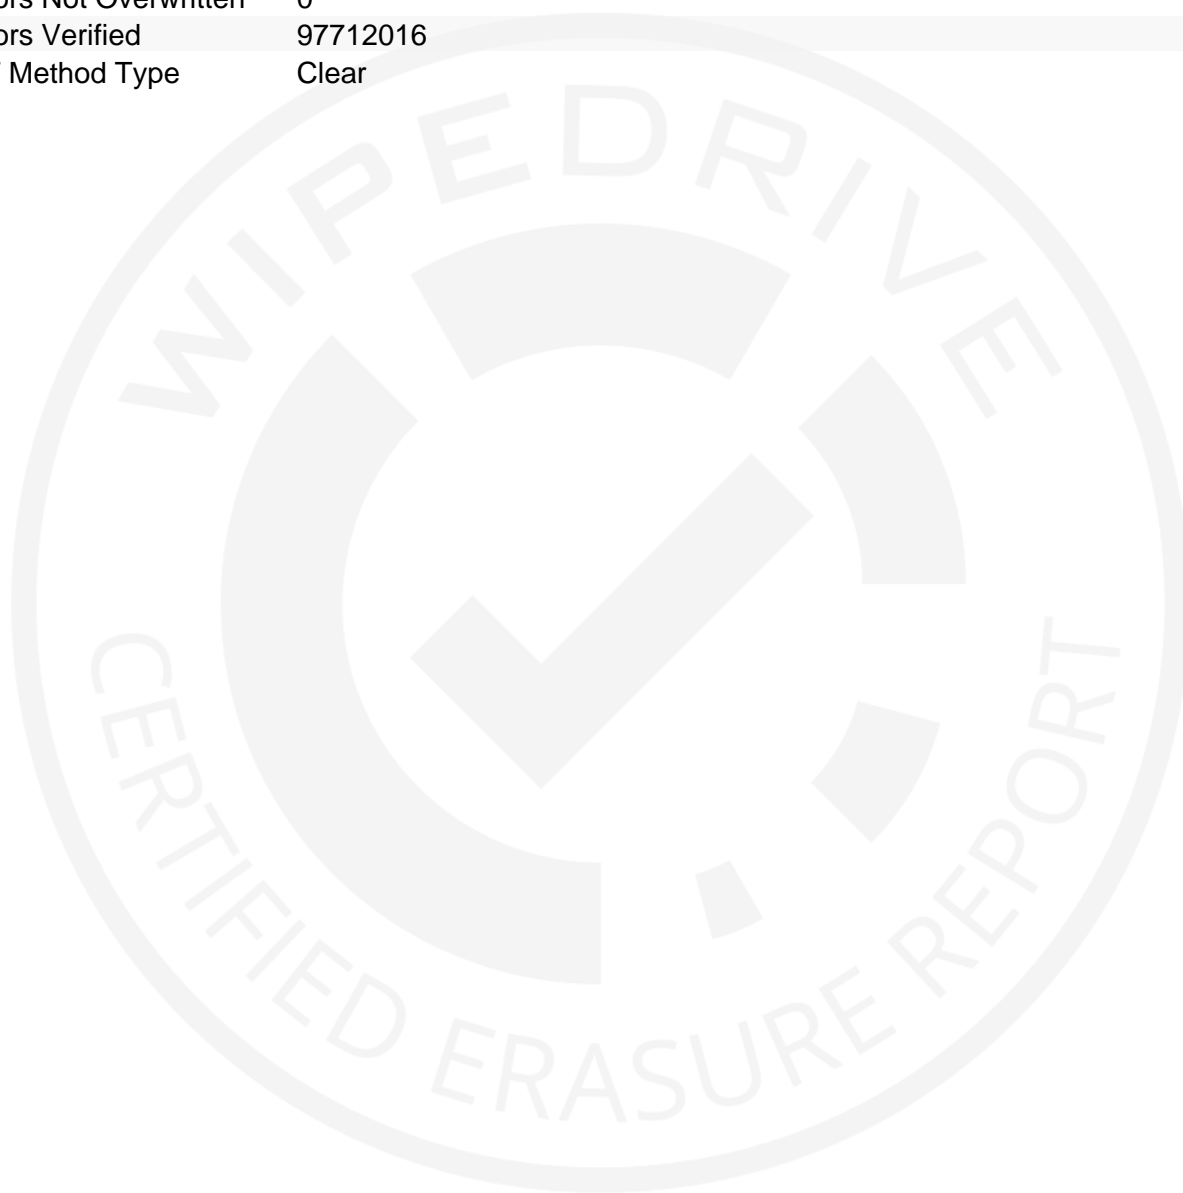 ors Not Overwritten 0
ors Verified 97712016
Method Type Clear
WIPEDRIVE
CERTIFIED ERASURE REPORT